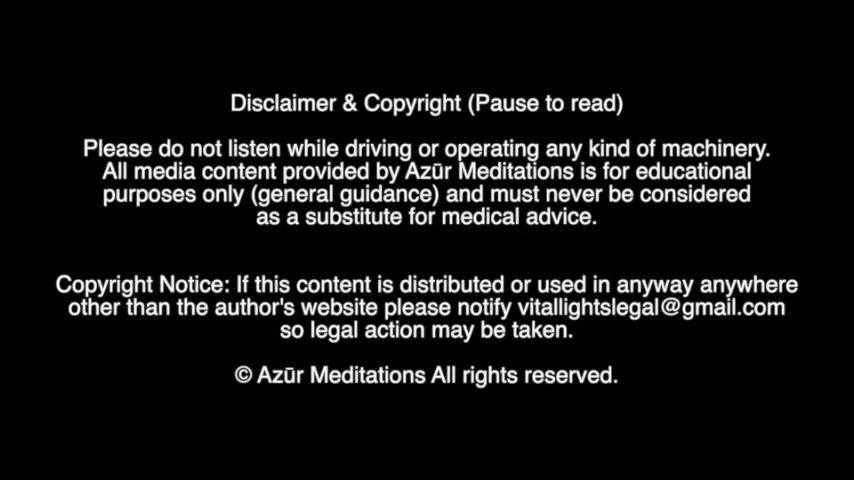 Disclaimer & Copyright (Pause to read)
Please do not listen while driving or operating any kind of machinery.
All media content provided by Azūr Meditations is for educational
purposes only (general guidance) and must never be considered
as a substitute for medical advice.
Copyright Notice: If this content is distributed or used in anyway anywhere
other than the author's website please notify vitallightslegal@gmail.com
so legal action may be taken.
© Azūr Meditations All rights reserved.